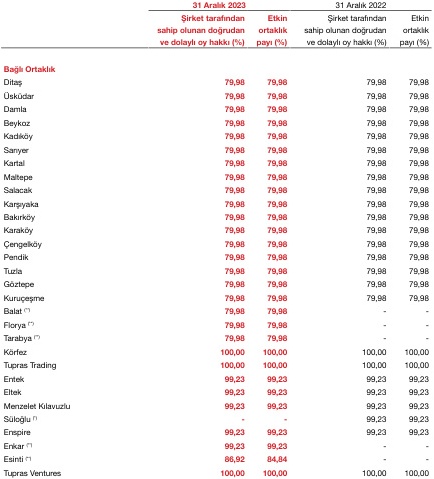 31 Aralık 2023 31 Aralık 2022
Şirket tarafından Etkin Şirket tarafından Etkin
sahip olunan doğrudan ortaklık sahip olunan doğrudan ortaklık
ve dolaylı oy hakkı (%) payı (%) ve dolaylı oy hakkı (%) payı (%)
Bağlı Ortaklık
Ditaş 79,98 79,98 79,98 79,98
Üsküdar 79,98 79,98 79,98 79,98
Damla 79,98 79,98 79,98 79,98
Beykoz 79,98 79,98 79,98 79,98
Kadıköy 79,98 79,98 79,98 79,98
Sarıyer 79,98 79,98 79,98 79,98
Kartal 79,98 79,98 79,98 79,98
Maltepe 79,98 79,98 79,98 79,98
Salacak 79,98 79,98 79,98 79,98
Karşıyaka 79,98 79,98 79,98 79,98
Bakırköy 79,98 79,98 79,98 79,98
Karaköy 79,98 79,98 79,98 79,98
Çengelköy 79,98 79,98 79,98 79,98
Pendik 79,98 79,98 79,98 79,98
Tuzla 79,98 79,98 79,98 79,98
Göztepe 79,98 79,98 79,98 79,98
Kuruçeşme 79,98 79,98 79,98 79,98
Balat (**) 79,98 79,98 - -
Florya (**) 79,98 79,98 - -
Tarabya (**) 79,98 79,98 - -
Körfez 100,00 100,00 100,00 100,00
Tupras Trading 100,00 100,00 100,00 100,00
Entek 99,23 99,23 99,23 99,23
Eltek 99,23 99,23 99,23 99,23
Menzelet Kılavuzlu 99,23 99,23 99,23 99,23
Süloğlu (*) - - 99,23 99,23
Enspire 99,23 99,23 99,23 99,23
Enkar (**) 99,23 99,23 - -
Esinti (**) 86,92 84,84 - -
Tupras Ventures 100,00 100,00 100,00 100,00